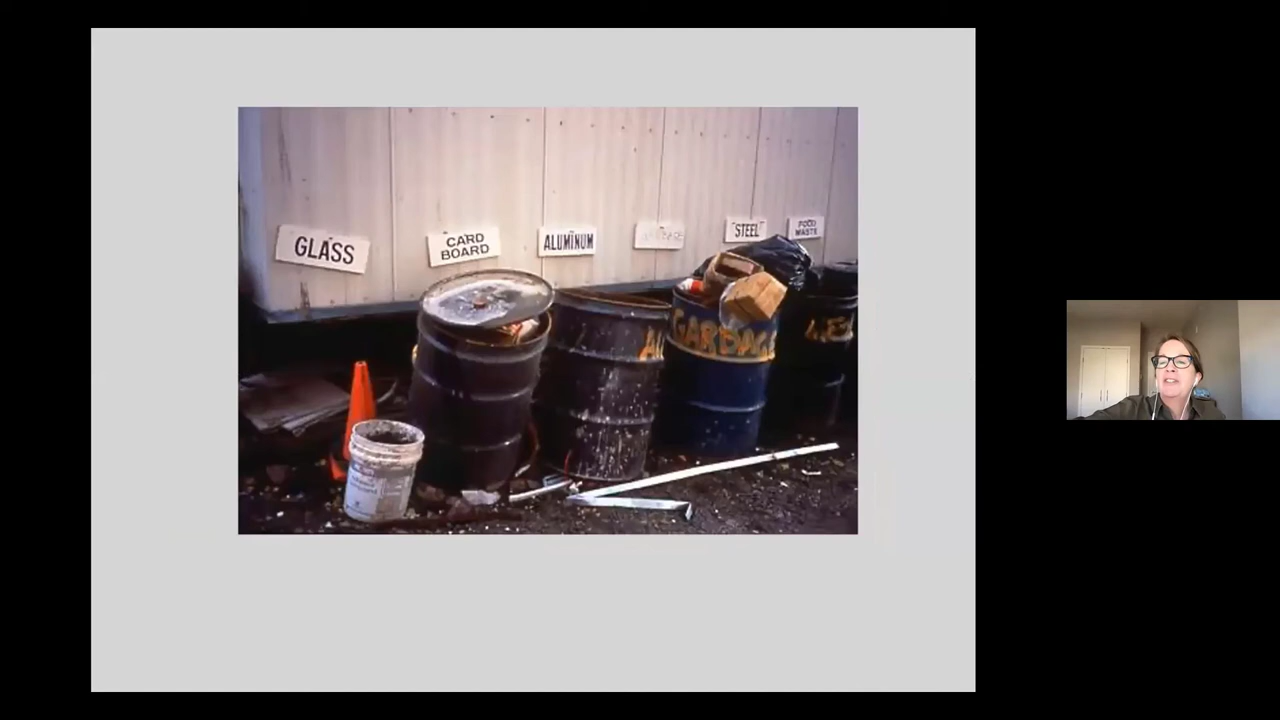 GLASS
CARD
BOARD
ALUMINUM
"STEEL"
FOOD
WASTE
GARBAGE